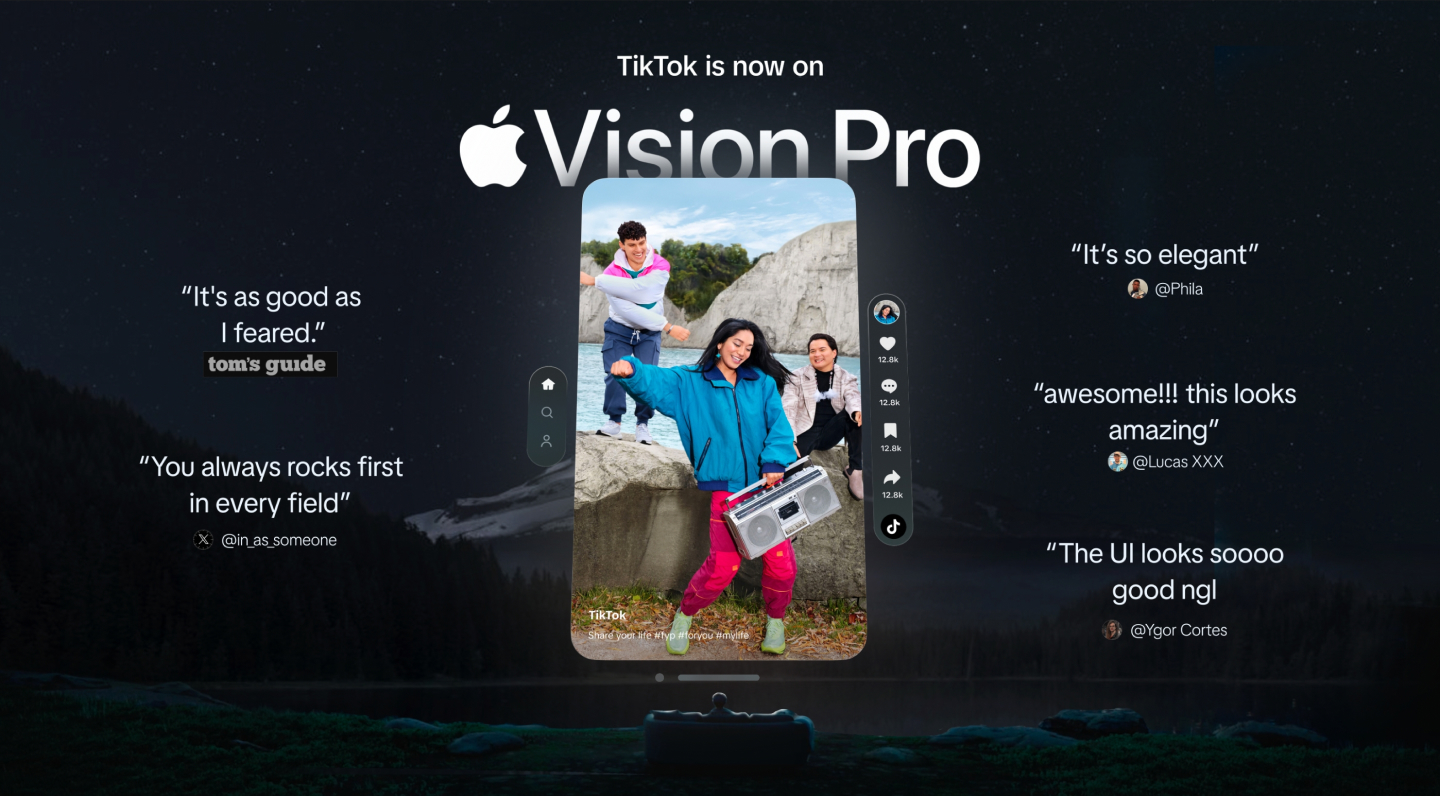 TikTok is now on
Vision Pro
“It's as good as
I feared.”
tom's guide
“You always rocks first
in every field”
@in_as_someone
12.8k
12.8k
12.8k
12.8k
TikTok
Share your life #fyp #foryou #mylife
“It’s so elegant”
@Phila
“awesome!!! this looks
amazing”
@Lucas XXX
“The UI looks soooo
good ngl
@Ygor Cortes